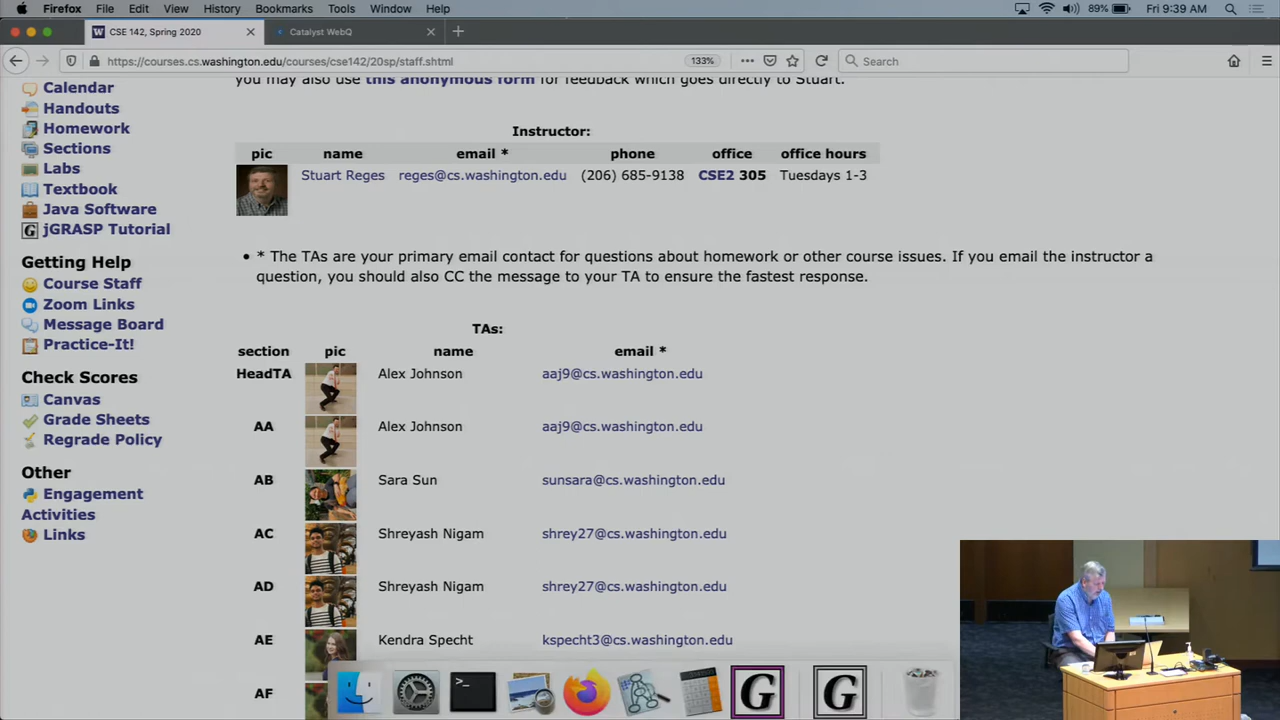 Firefox File Edit View History Bookmarks Tools Window Help 89% Fri 9:39 AM
W CSE 142, Spring 2020 Catalyst WebQ
https://courses.cs.washington.edu/courses/cse142/20sp/staff.shtml 133% Search
you may also use this anonymous form for feedback which goes directly to Stuart.
Calendar
Handouts
Homework
Sections
Labs
Textbook
Java Software
G jGRASP Tutorial
Getting Help
Course Staff
Zoom Links
Message Board
Practice-It!
Check Scores
Canvas
Grade Sheets
Regrade Policy
Other
Engagement
Activities
Links
Instructor:
pic name email * phone office office hours
Stuart Reges reges@cs.washington.edu (206) 685-9138 CSE2 305 Tuesdays 1-3
• * The TAs are your primary email contact for questions about homework or other course issues. If you email the instructor a
question, you should also CC the message to your TA to ensure the fastest response.
TAs:
section pic name email *
HeadTA Alex Johnson aaj9@cs.washington.edu
AA Alex Johnson aaj9@cs.washington.edu
AB Sara Sun sunsara@cs.washington.edu
AC Shreyash Nigam shrey27@cs.washington.edu
AD Shreyash Nigam shrey27@cs.washington.edu
AE Kendra Specht kspecht3@cs.washington.edu
AF
>_ G G